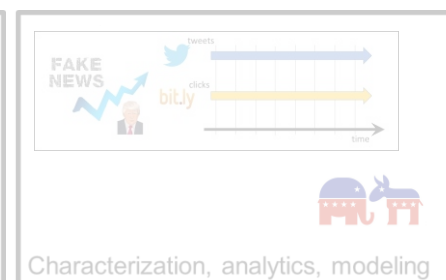 tweets
FAKE
NEWS
clicks
bit.ly
time
Characterization, analytics, modeling